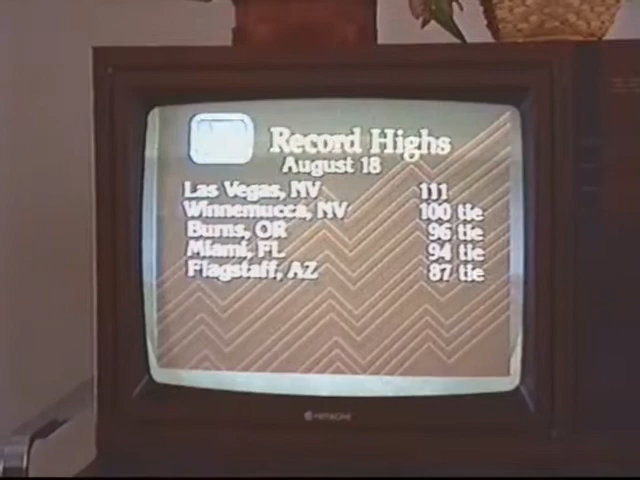 Record Highs
August 18
Las Vegas, NV 111
Winnemucca, NV 100 tie
Burns, OR 96 tie
Miami, FL 94 tie
Flagstaff, AZ 87 tie
HITACHI